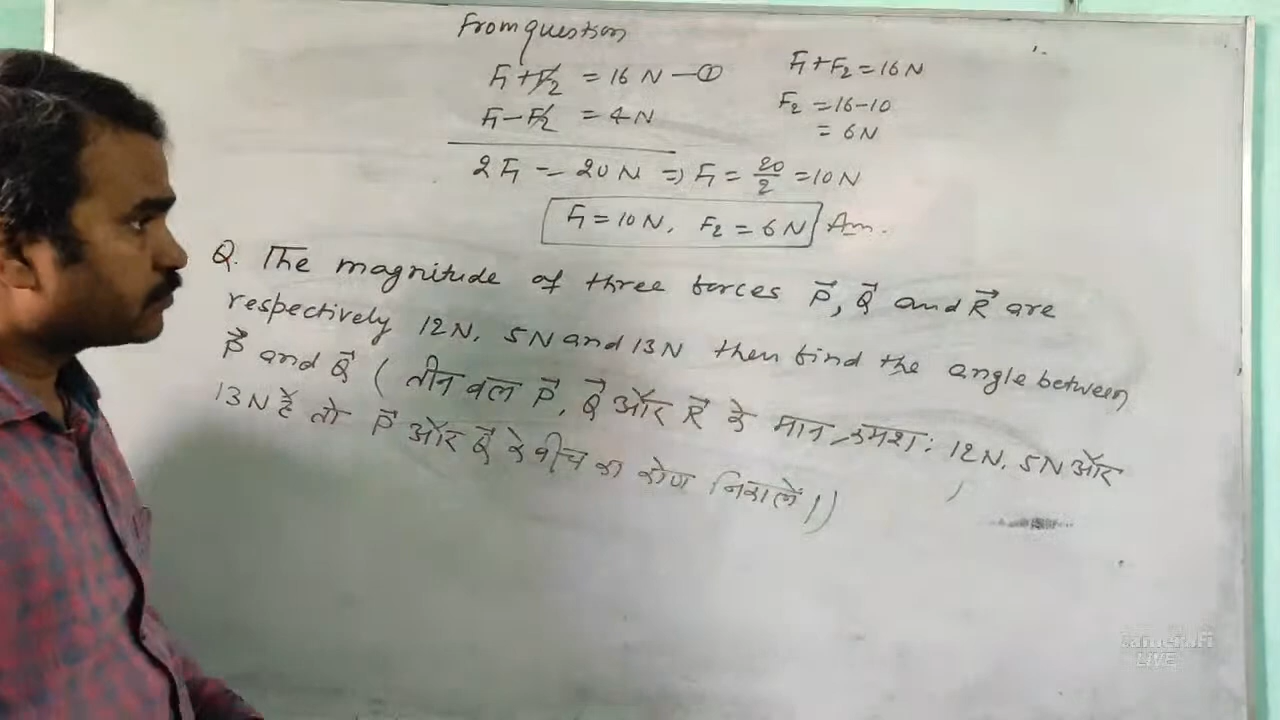 From question
F₁+F₂ = 16 N —①
F₁-F₂ = 4N
2F₁ = 20N ⇒ F₁ = 20/2 = 10N
F₁+F₂ = 16N
F₂ = 16-10
= 6N
F₁ = 10N, F₂ = 6N Ans.
Q. The magnitude of three forces P⃗, Q⃗ and R⃗ are
respectively 12N, 5N and 13N then find the angle between
P⃗ and Q⃗ ( तीन बल P⃗, Q⃗ और R⃗ के मान क्रमशः 12N, 5N और
13N है तो P⃗ और Q⃗ के बीच का कोण निकालें।)
LIVE